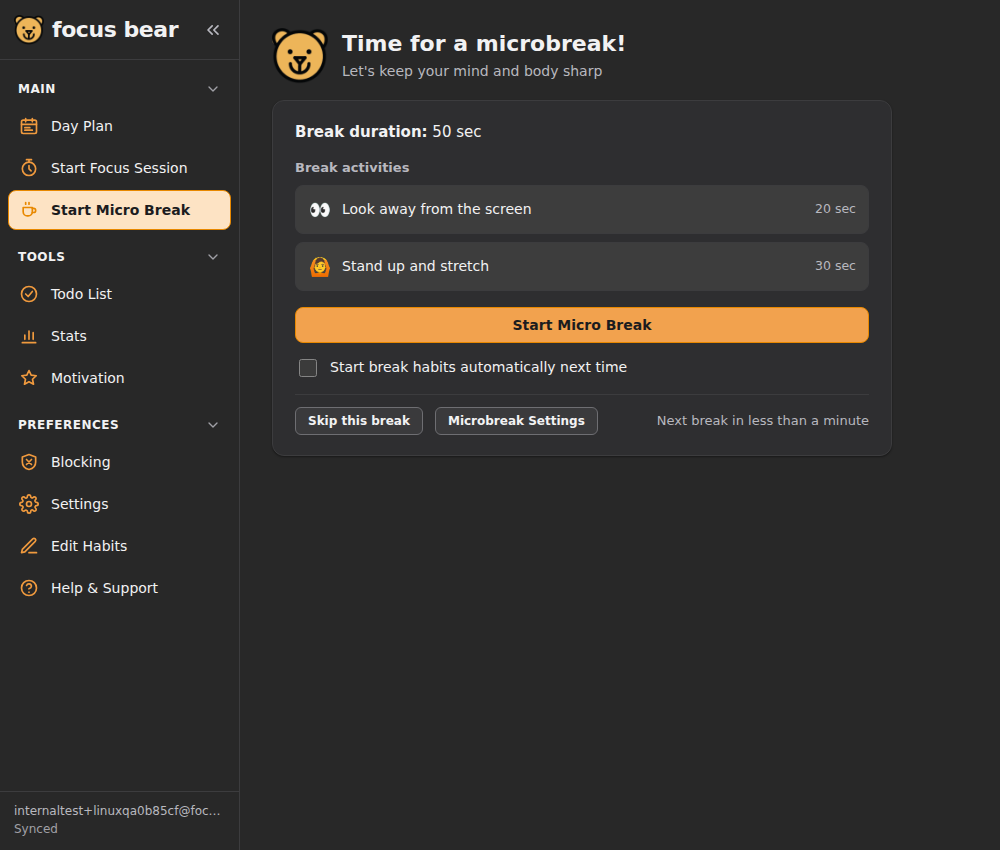 focus bear
MAIN
Day Plan
Start Focus Session
Start Micro Break
TOOLS
Todo List
Stats
Motivation
PREFERENCES
Blocking
Settings
Edit Habits
Help & Support
internaltest+linuxqa0b85cf@foc...
Synced
Time for a microbreak!
Let's keep your mind and body sharp
Break duration: 50 sec
Break activities
Look away from the screen 20 sec
Stand up and stretch 30 sec
Start Micro Break
Start break habits automatically next time
Skip this break Microbreak Settings Next break in less than a minute